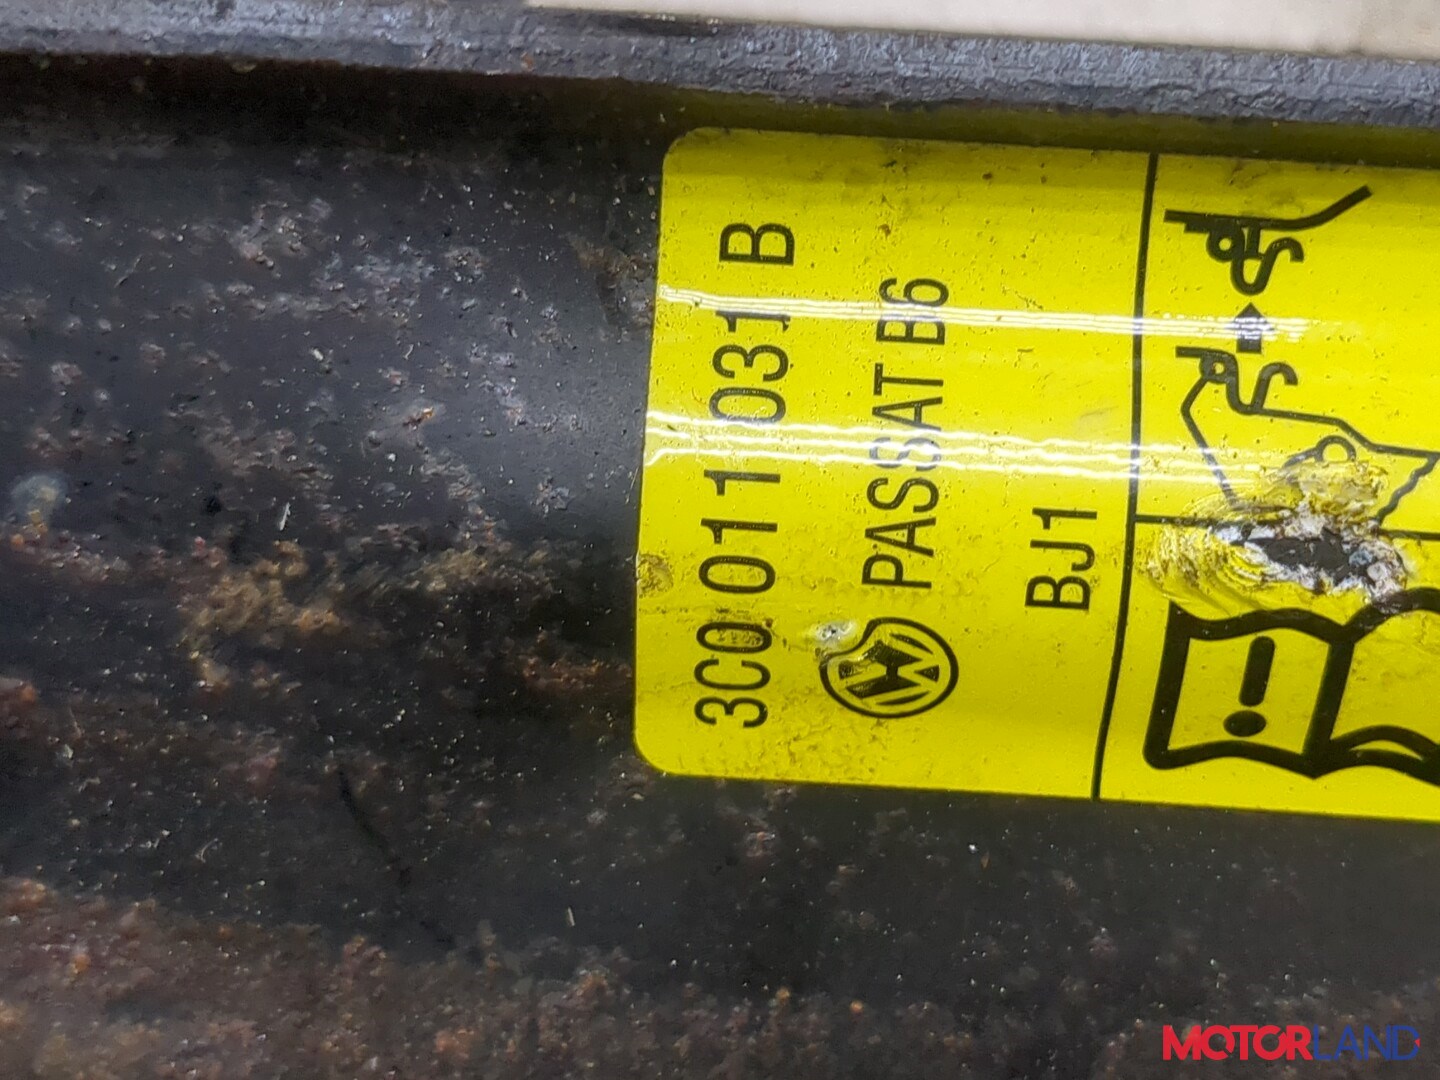 3C0 011 031 B
PASSAT B6
BJ1
MOTORLAND